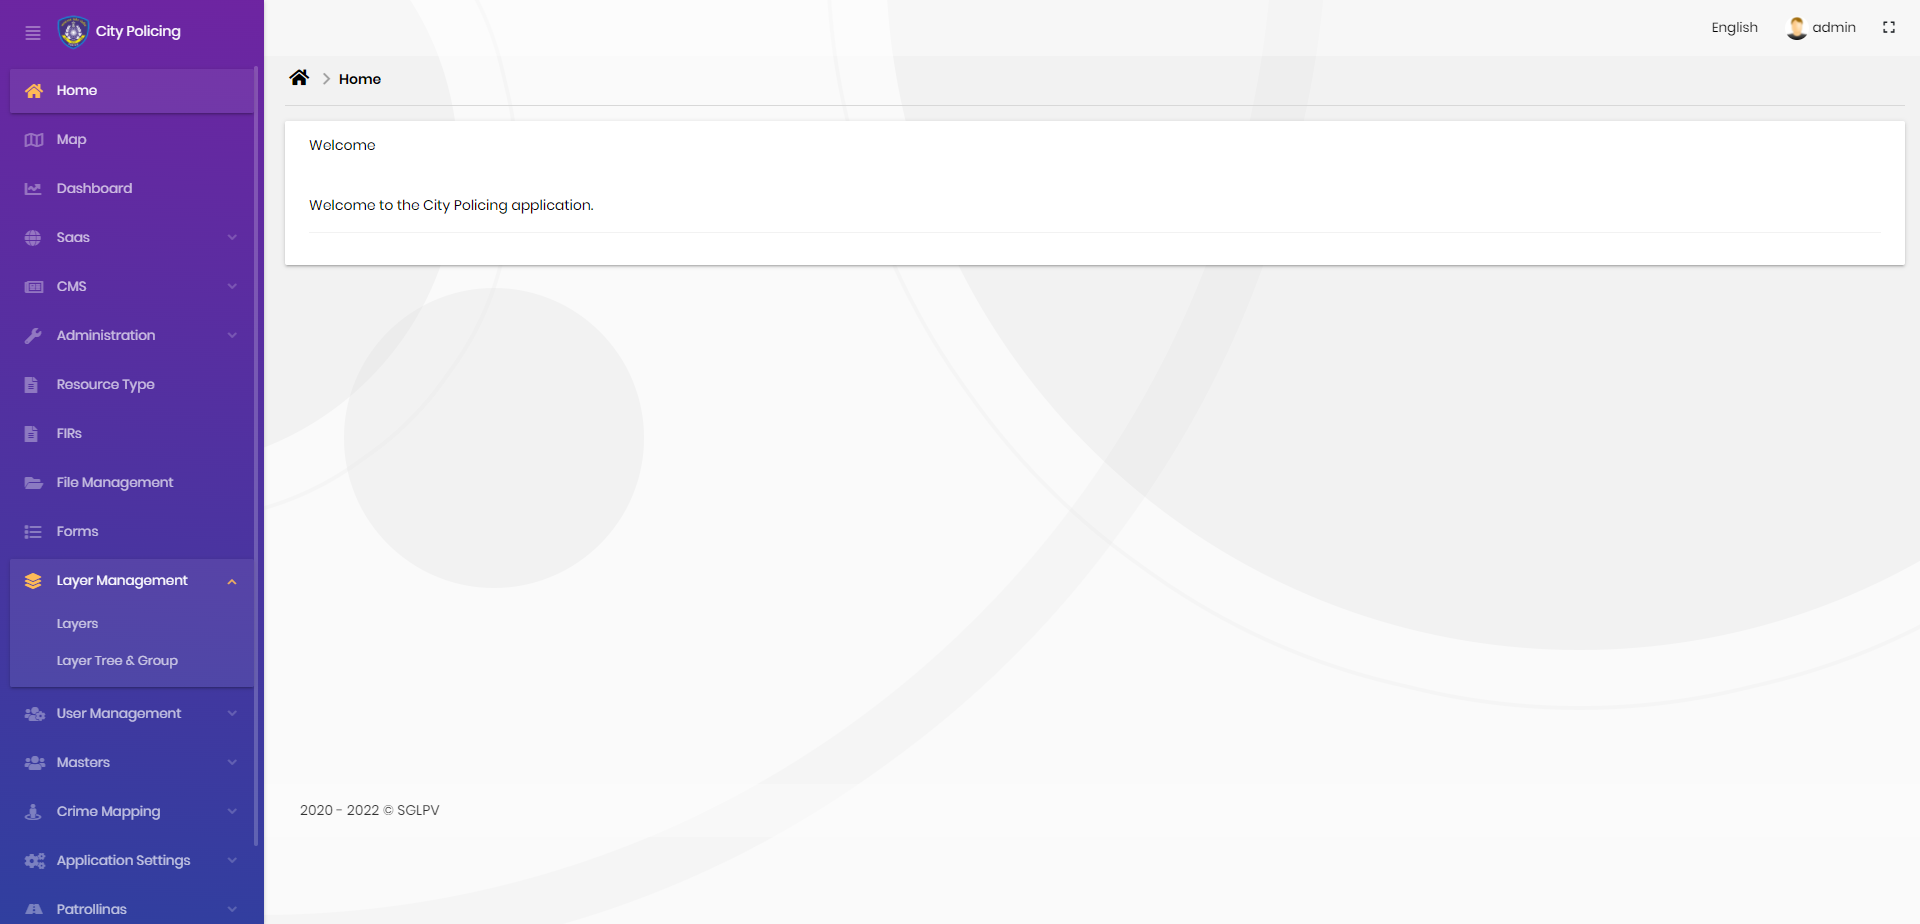 City Policing
English
admin
Home
Home
Map
Dashboard
Saas
CMS
Administration
Resource Type
FIRs
File Management
Forms
Layer Management
Layers
Layer Tree & Group
User Management
Masters
Crime Mapping
Application Settings
Patrollings
Welcome
Welcome to the City Policing application.
2020 - 2022 © SGLPV